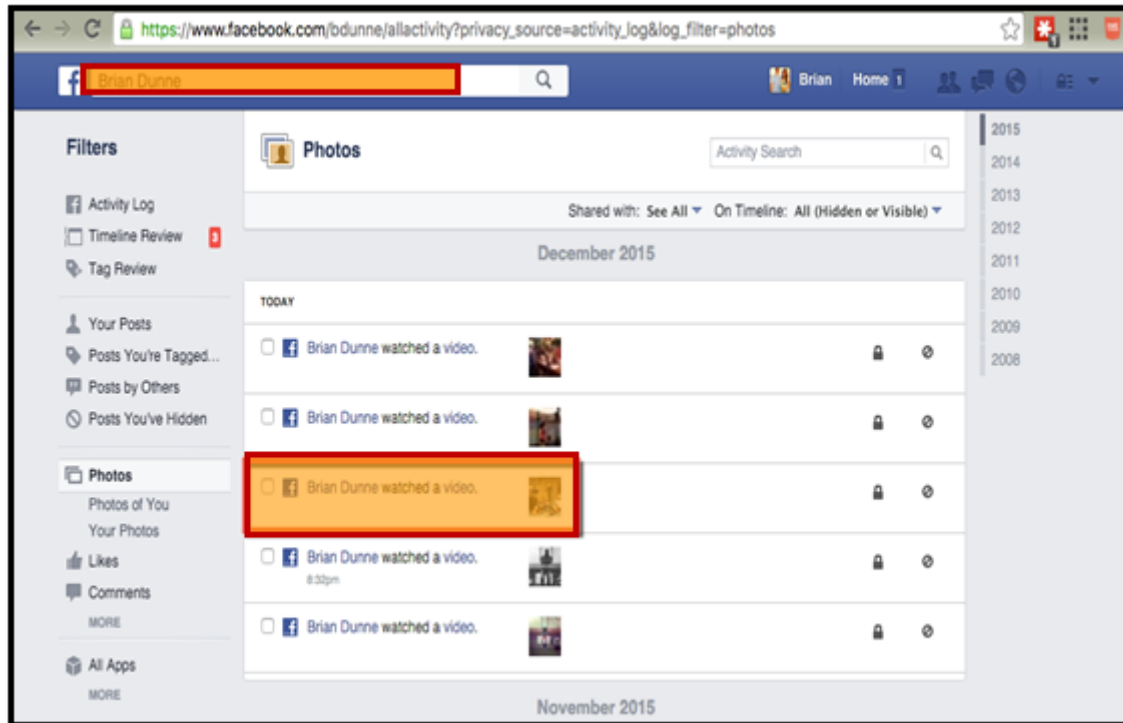 https://www.facebook.com/bdunne/allactivity?privacy_source=activity_log&log_filter=photos
Brian Dunne
Brian Home 1
Filters
Activity Log
Timeline Review 3
Tag Review
Your Posts
Posts You're Tagged...
Posts by Others
Posts You've Hidden
Photos
Photos of You
Your Photos
Likes
Comments
MORE
All Apps
MORE
Photos
Activity Search
Shared with: See All On Timeline: All (Hidden or Visible)
December 2015
TODAY
Brian Dunne watched a video.
Brian Dunne watched a video.
Brian Dunne watched a video.
Brian Dunne watched a video.
8:32pm
Brian Dunne watched a video.
November 2015
2015
2014
2013
2012
2011
2010
2009
2008